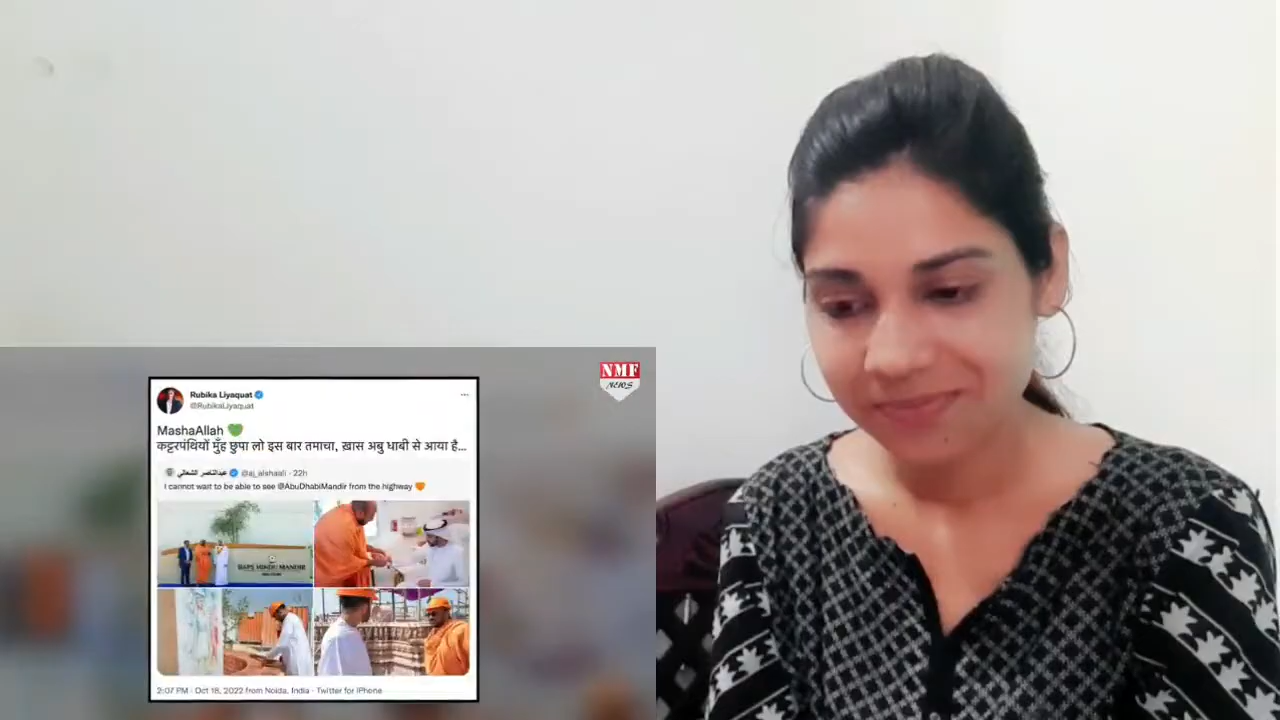 NMF
NEWS
Rubika Liyaquat
@RubikaLiyaquat
MashaAllah 💚
कट्टरपंथियों मुँह छुपा लो इस बार तमाचा, ख़ास अबु धाबी से आया है...
عبدالناصر الشعالي @aj_alshaali · 22h
I cannot wait to be able to see @AbuDhabiMandir from the highway 🧡
BAPS HINDU MANDIR
2:07 PM · Oct 18, 2022 from Noida, India · Twitter for iPhone